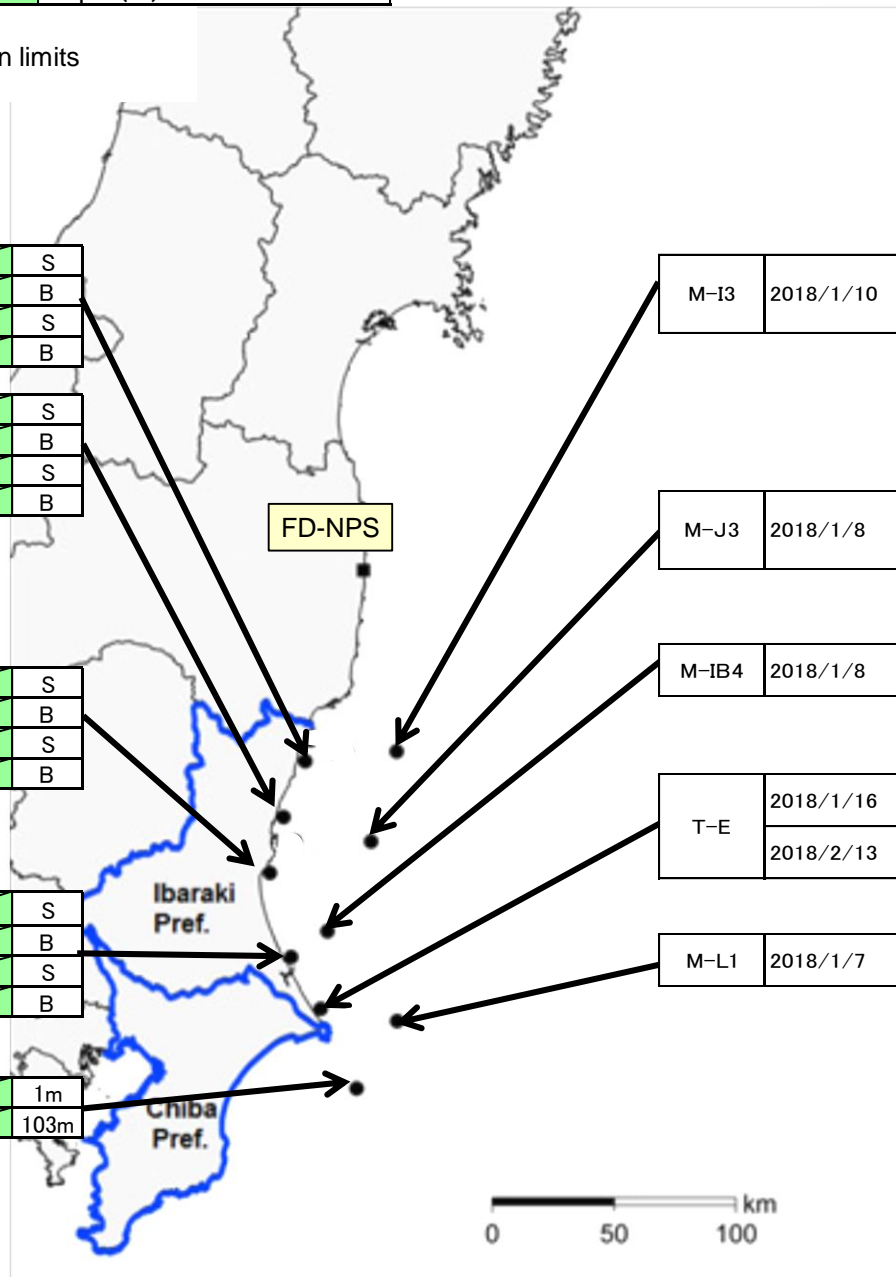 n limits
S
B
S
B
S
B
S
B
M-I3 2018/1/10
FD-NPS
M-J3 2018/1/8
M-IB4 2018/1/8
S
B
S
B
T-E
2018/1/16
2018/2/13
Ibaraki
Pref.
S
B
S
B
M-L1 2018/1/7
1m
103m
Chiba
Pref.
km
0 50 100